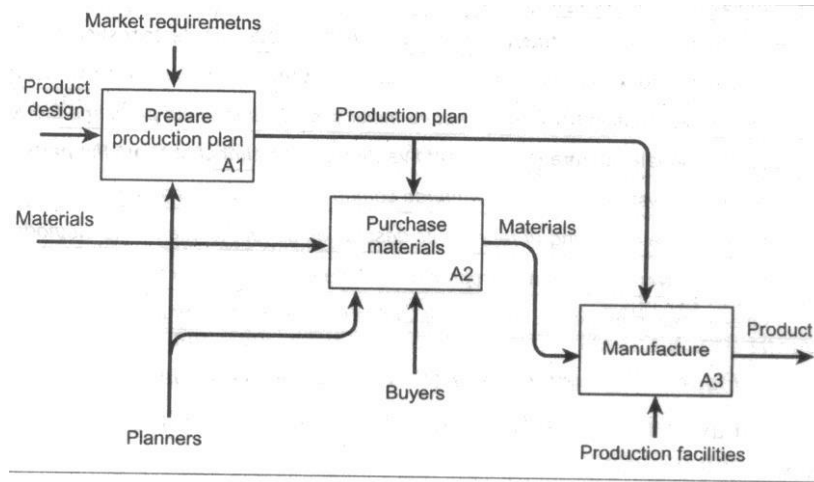 Market requiremetns
Product
design
Prepare
production plan
A1
Production plan
Materials
Purchase
materials
A2
Materials
Manufacture
A3
Product
Buyers
Planners
Production facilities